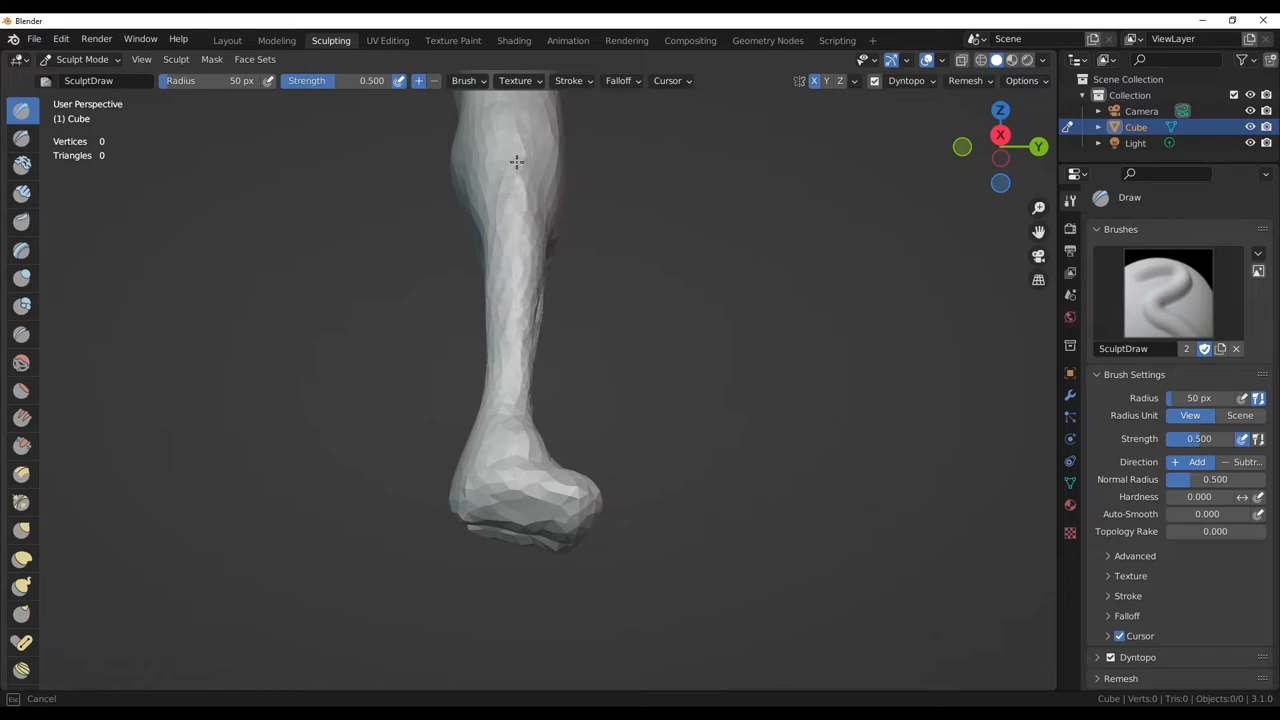 Blender
File Edit Render Window Help Layout Modeling Sculpting UV Editing Texture Paint Shading Animation Rendering Compositing Geometry Nodes Scripting + Scene ViewLayer
Sculpt Mode View Sculpt Mask Face Sets
SculptDraw Radius 50 px Strength 0.500 Brush Texture Stroke Falloff Cursor X Y Z Dyntopo Remesh Options
User Perspective
(1) Cube
Vertices 0
Triangles 0
Z
X
Y
Scene Collection
Collection
Camera
Cube
Light
Draw
Brushes
SculptDraw 2
Brush Settings
Radius 50 px
Radius Unit View Scene
Strength 0.500
Direction + Add − Subtr...
Normal Radius 0.500
Hardness 0.000
Auto-Smooth 0.000
Topology Rake 0.000
Advanced
Texture
Stroke
Falloff
Cursor
Dyntopo
Remesh
Esc Cancel Cube | Verts:0 | Tris:0 | Objects:0/0 | 3.1.0